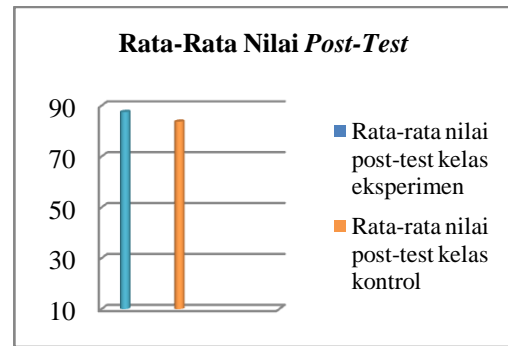 Rata-Rata Nilai Post-Test
90
70
50
30
10
Rata-rata nilai
post-test kelas
eksperimen
Rata-rata nilai
post-test kelas
kontrol